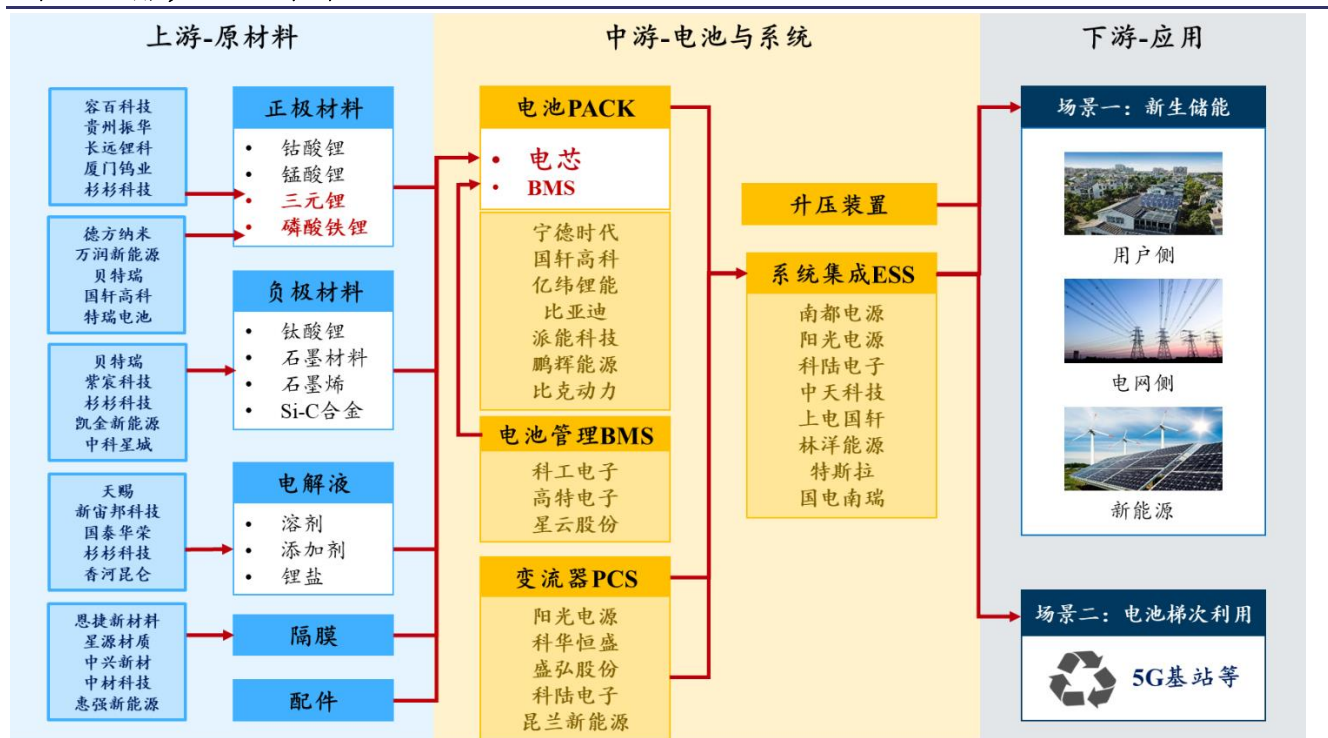 上游-原材料
容百科技
贵州振华
长远锂科
厦门钨业
杉杉科技
德方纳米
万润新能源
贝特瑞
国轩高科
特瑞电池
贝特瑞
紫宸科技
杉杉科技
凯金新能源
中科星城
天赐
新宙邦科技
国泰华荣
杉杉科技
香河昆仑
恩捷新材料
星源材质
中兴新材
中材科技
惠强新能源
正极材料
• 钴酸锂
• 锰酸锂
• 三元锂
• 磷酸铁锂
负极材料
• 钛酸锂
• 石墨材料
• 石墨烯
• Si-C合金
电解液
• 溶剂
• 添加剂
• 锂盐
隔膜
配件
中游-电池与系统
电池PACK
• 电芯
• BMS
宁德时代
国轩高科
亿纬锂能
比亚迪
派能科技
鹏辉能源
比克动力
电池管理BMS
科工电子
高特电子
星云股份
变流器PCS
阳光电源
科华恒盛
盛弘股份
科陆电子
昆兰新能源
升压装置
系统集成ESS
南都电源
阳光电源
科陆电子
中天科技
上电国轩
林洋能源
特斯拉
国电南瑞
下游-应用
场景一：新生储能
用户侧
电网侧
新能源
场景二：电池梯次利用
5G基站等